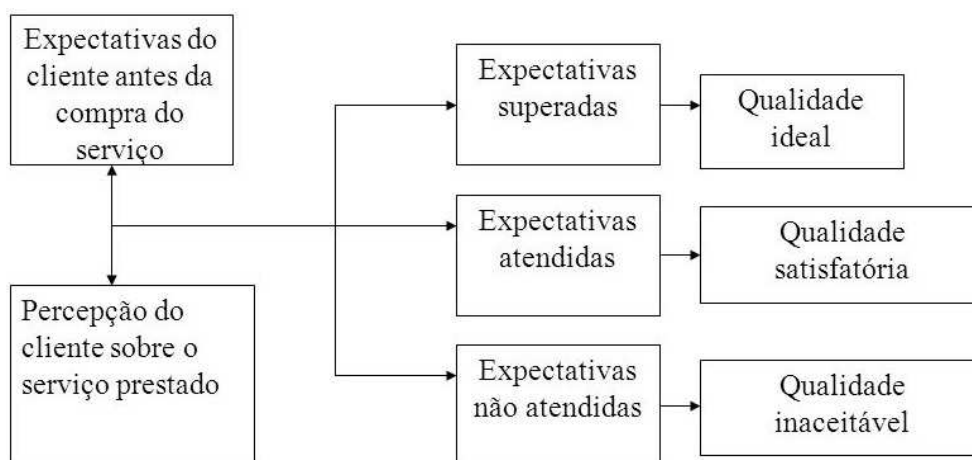 Expectativas do
cliente antes da
compra do
serviço
Percepção do
cliente sobre o
serviço prestado
Expectativas
superadas
Qualidade
ideal
Expectativas
atendidas
Qualidade
satisfatória
Expectativas
não atendidas
Qualidade
inaceitável